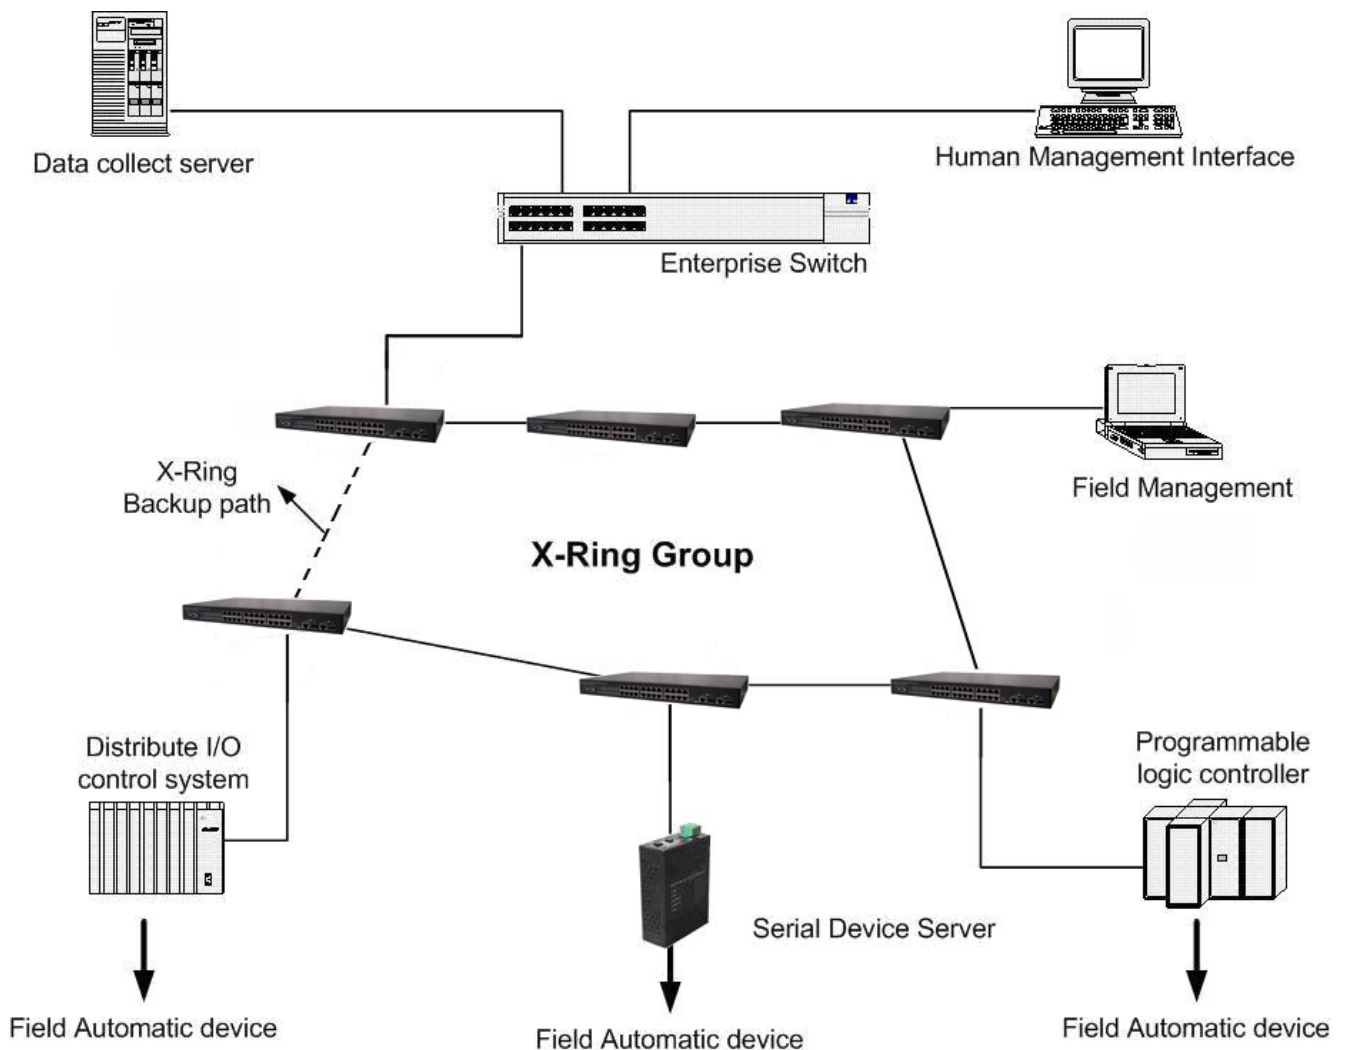 Data collect server
Human Management Interface
Enterprise Switch
X-Ring
Backup path
Field Management
X-Ring Group
Distribute I/O
control system
Programmable
logic controller
Serial Device Server
Field Automatic device
Field Automatic device
Field Automatic device